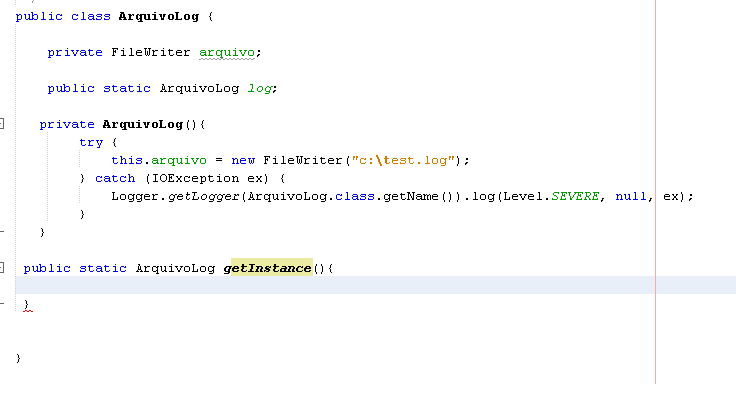 public class ArquivoLog {
private FileWriter arquivo;
public static ArquivoLog log;
private ArquivoLog(){
try {
this.arquivo = new FileWriter("c:\test.log");
} catch (IOException ex) {
Logger.getLogger(ArquivoLog.class.getName()).log(Level.SEVERE, null, ex);
}
}
public static ArquivoLog getInstance(){
}
}